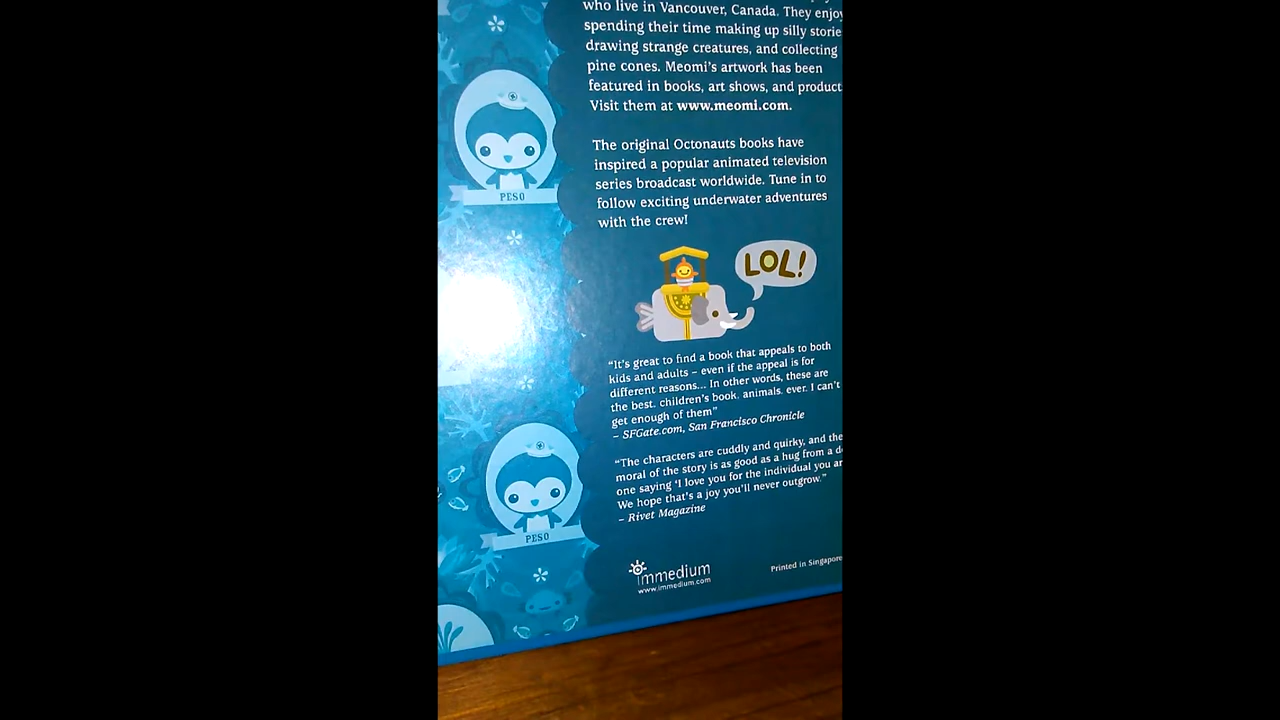 who live in Vancouver, Canada. They enjoy
spending their time making up silly storie
drawing strange creatures, and collecting
pine cones. Meomi's artwork has been
featured in books, art shows, and product
Visit them at www.meomi.com.
The original Octonauts books have
inspired a popular animated television
series broadcast worldwide. Tune in to
follow exciting underwater adventures
with the crew!
PESO
LOL!
"It's great to find a book that appeals to both
kids and adults – even if the appeal is for
different reasons... In other words, these are
the best. children's book. animals. ever. I can't
get enough of them"
– SFGate.com, San Francisco Chronicle
"The characters are cuddly and quirky, and the
moral of the story is as good as a hug from a
one saying 'I love you for the individual you
We hope that's a joy you'll never outgrow."
– Rivet Magazine
PESO
immedium
www.immedium.com
Printed in Singapore